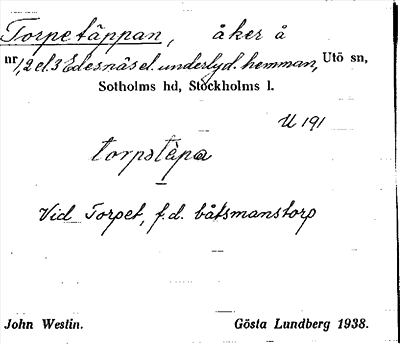 Torpetäppan, åker å
nr 1, 2 el. 3 Edesnäs el. underlyd. hemman, Utö sn,
Sotholms hd, Stockholms l.
U 191
torpstäpa
Vid Torpet, f.d. båtsmanstorp
John Westin. Gösta Lundberg 1938.